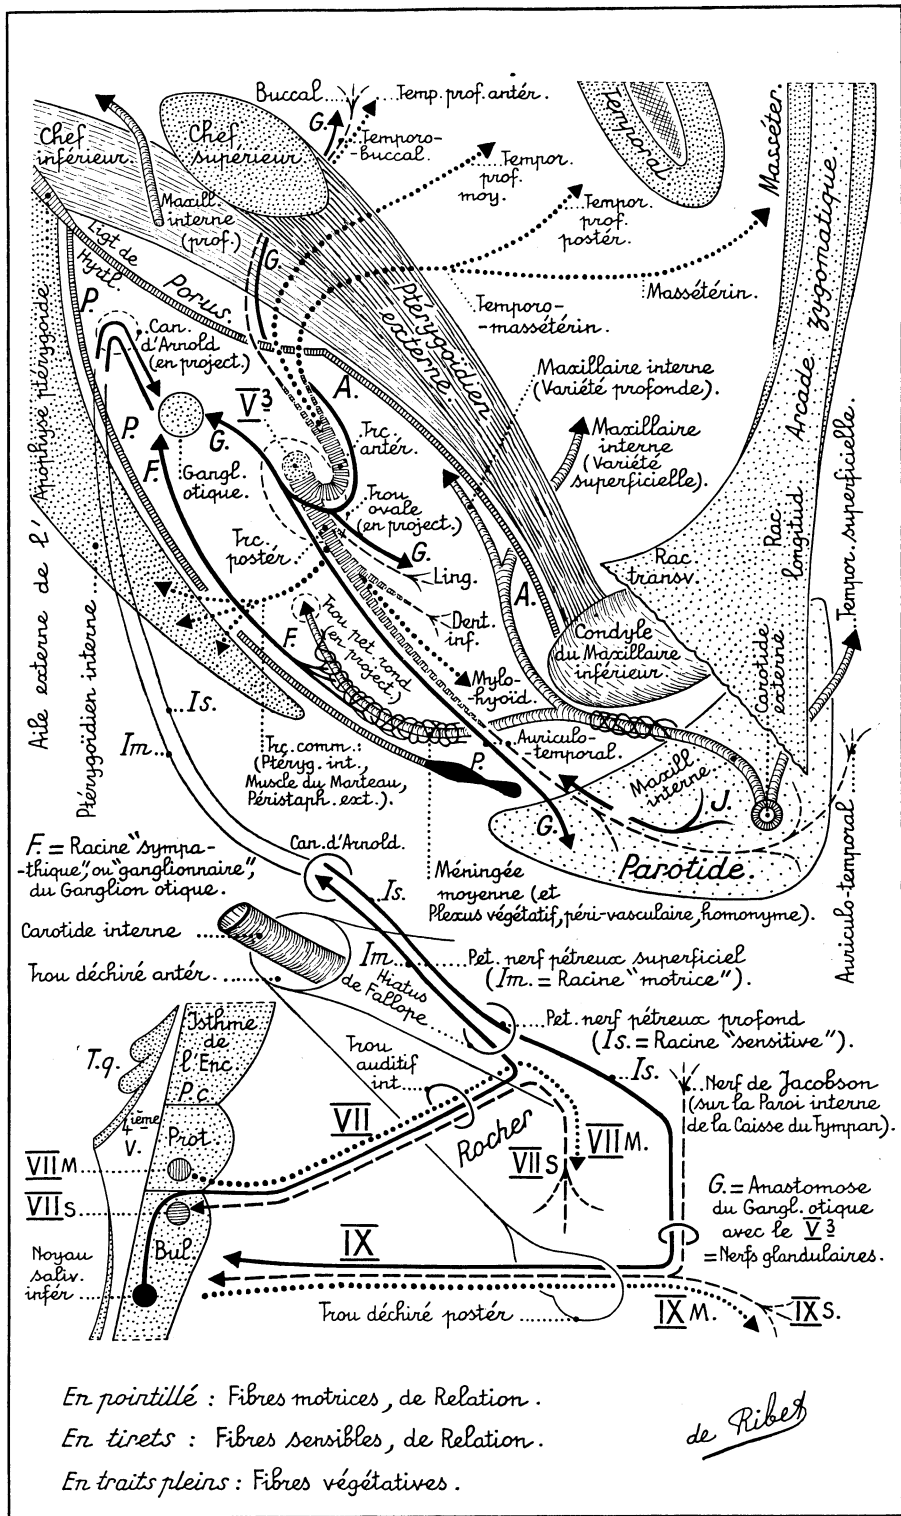 Buccal
Temp. prof. antér.
G.
Temporo-
-buccal.
Temporal
Masséter.
Chef
inférieur.
Chef
supérieur.
Tempor.
prof.
moy.
Maxill.
interne
(prof.)
Tempor.
prof.
postér.
Ligt de
Hyrtl.
Porus.
G.
Ptérygoïdien
externe.
Massétérin.
Temporo-
-massétérin.
Arcade zygomatique.
P.
Can.
d'Arnold
(en project.)
A.
Maxillaire interne
(Variété profonde).
V3
P.
G.
Trc
antér.
Maxillaire
interne
(Variété
superficielle).
F.
Gangl.
otique.
Trou
ovale
(en project.)
Trc
postér
G.
Ling.
Rac
transv.
Rac
longitud
Tempor. superficielle.
A.
Dent.
inf.
Trou pet rond
(en project.)
F.
Condyle
du Maxillaire
inférieur.
Carotide
externe
Mylo-
hyoïd.
Aile externe de l'Apophyse ptérygoïde
Ptérygoïdien interne
Is.
Im.
Trc. comm.:
(Ptéryg. int.,
Muscle du Marteau,
Péristaph. ext.).
Auriculo-
-temporal
P.
Maxill
interne
J.
G.
Parotide.
Auriculo-temporal
F. = Racine "sympa-
-thique", ou "ganglionnaire",
du Ganglion otique.
Can. d'Arnold.
Is.
Méningée
moyenne (et
Plexus végétatif, péri-vasculaire, homonyme).
Carotide interne
Trou déchiré antér.
Im.
Hiatus
de Fallope
Pet. nerf pétreux superficiel
(Im. = Racine "motrice").
Pet. nerf pétreux profond
(Is. = Racine "sensitive").
Isthme
de
l'Enc
P.c.
T.q.
Trou
auditif
int
Is.
Nerf de Jacobson
(sur la Paroi interne
de la Caisse du Tympan).
4ième
V.
Prot.
VII
Rocher
VII M.
VII S
VII M
VII S
G. = Anastomose
du Gangl. otique
avec le V3
= Nerfs glandulaires.
Noyau
saliv.
infér
Bul.
IX
Trou déchiré postér
IX M.
IX S.
En pointillé : Fibres motrices, de Relation.
En tirets : Fibres sensibles, de Relation.
En traits pleins : Fibres végétatives.
de Ribet